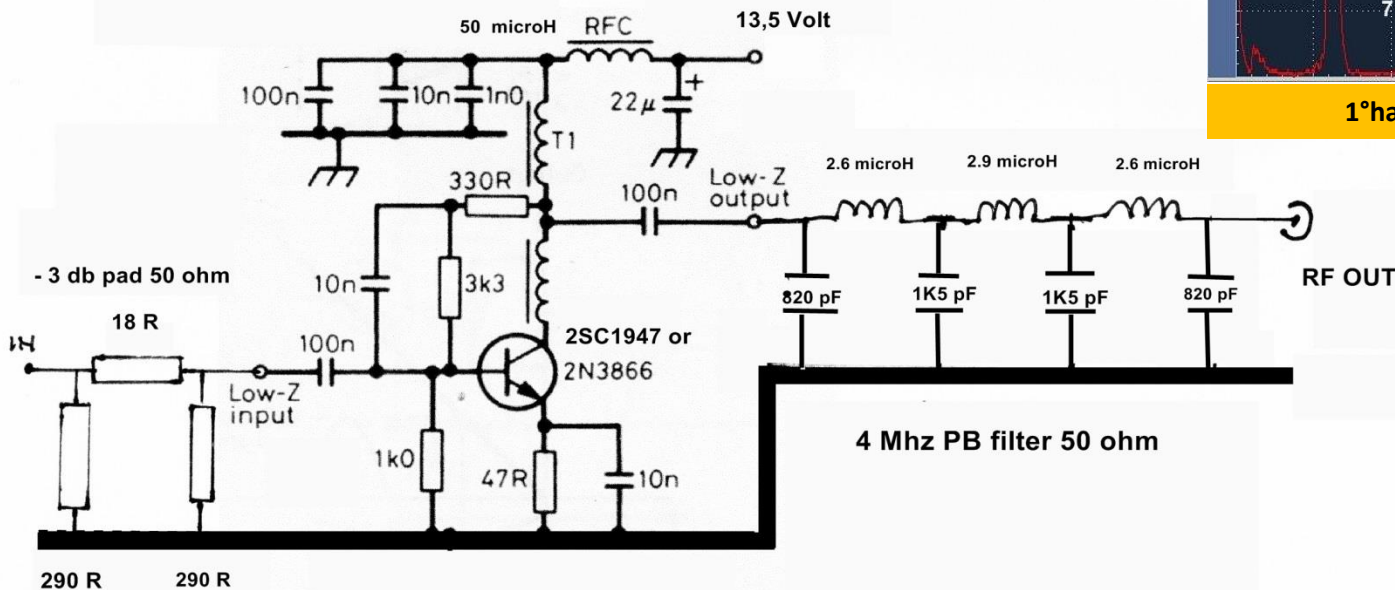 7
1°ha
50 microH
RFC
13,5 Volt
100n
10n
1n0
22µ
+
T1
330R
100n
Low-Z
output
2.6 microH
2.9 microH
2.6 microH
- 3 db pad 50 ohm
18 R
10n
3k3
820 pF
1K5 pF
1K5 pF
820 pF
RF OUT
100n
2SC1947 or
2N3866
Low-Z
input
1k0
47R
10n
4 Mhz PB filter 50 ohm
290 R
290 R